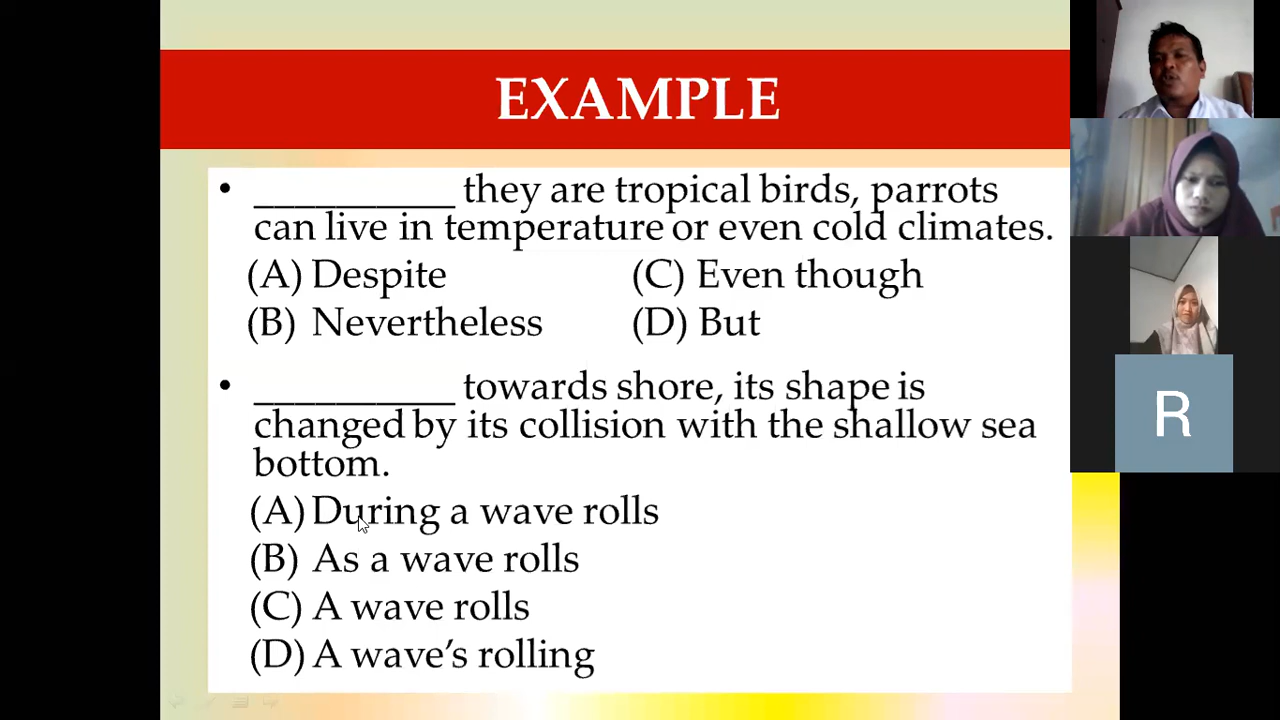 EXAMPLE
• __________ they are tropical birds, parrots
can live in temperature or even cold climates.
(A) Despite (C) Even though
(B) Nevertheless (D) But
• __________ towards shore, its shape is
changed by its collision with the shallow sea
bottom.
(A) During a wave rolls
(B) As a wave rolls
(C) A wave rolls
(D) A wave’s rolling
R